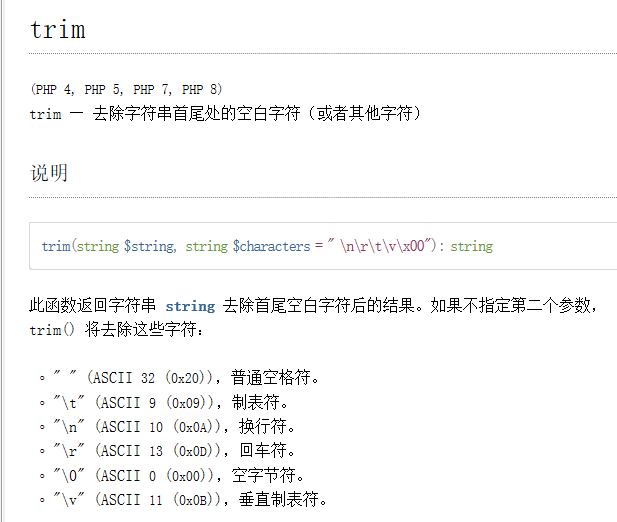 trim
(PHP 4, PHP 5, PHP 7, PHP 8)
trim — 去除字符串首尾处的空白字符（或者其他字符）
说明
trim(string $string, string $characters = " \n\r\t\v\x00"): string
此函数返回字符串 string 去除首尾空白字符后的结果。如果不指定第二个参数，
trim() 将去除这些字符：
" " (ASCII 32 (0x20))，普通空格符。
"\t" (ASCII 9 (0x09))，制表符。
"\n" (ASCII 10 (0x0A))，换行符。
"\r" (ASCII 13 (0x0D))，回车符。
"\0" (ASCII 0 (0x00))，空字节符。
"\v" (ASCII 11 (0x0B))，垂直制表符。